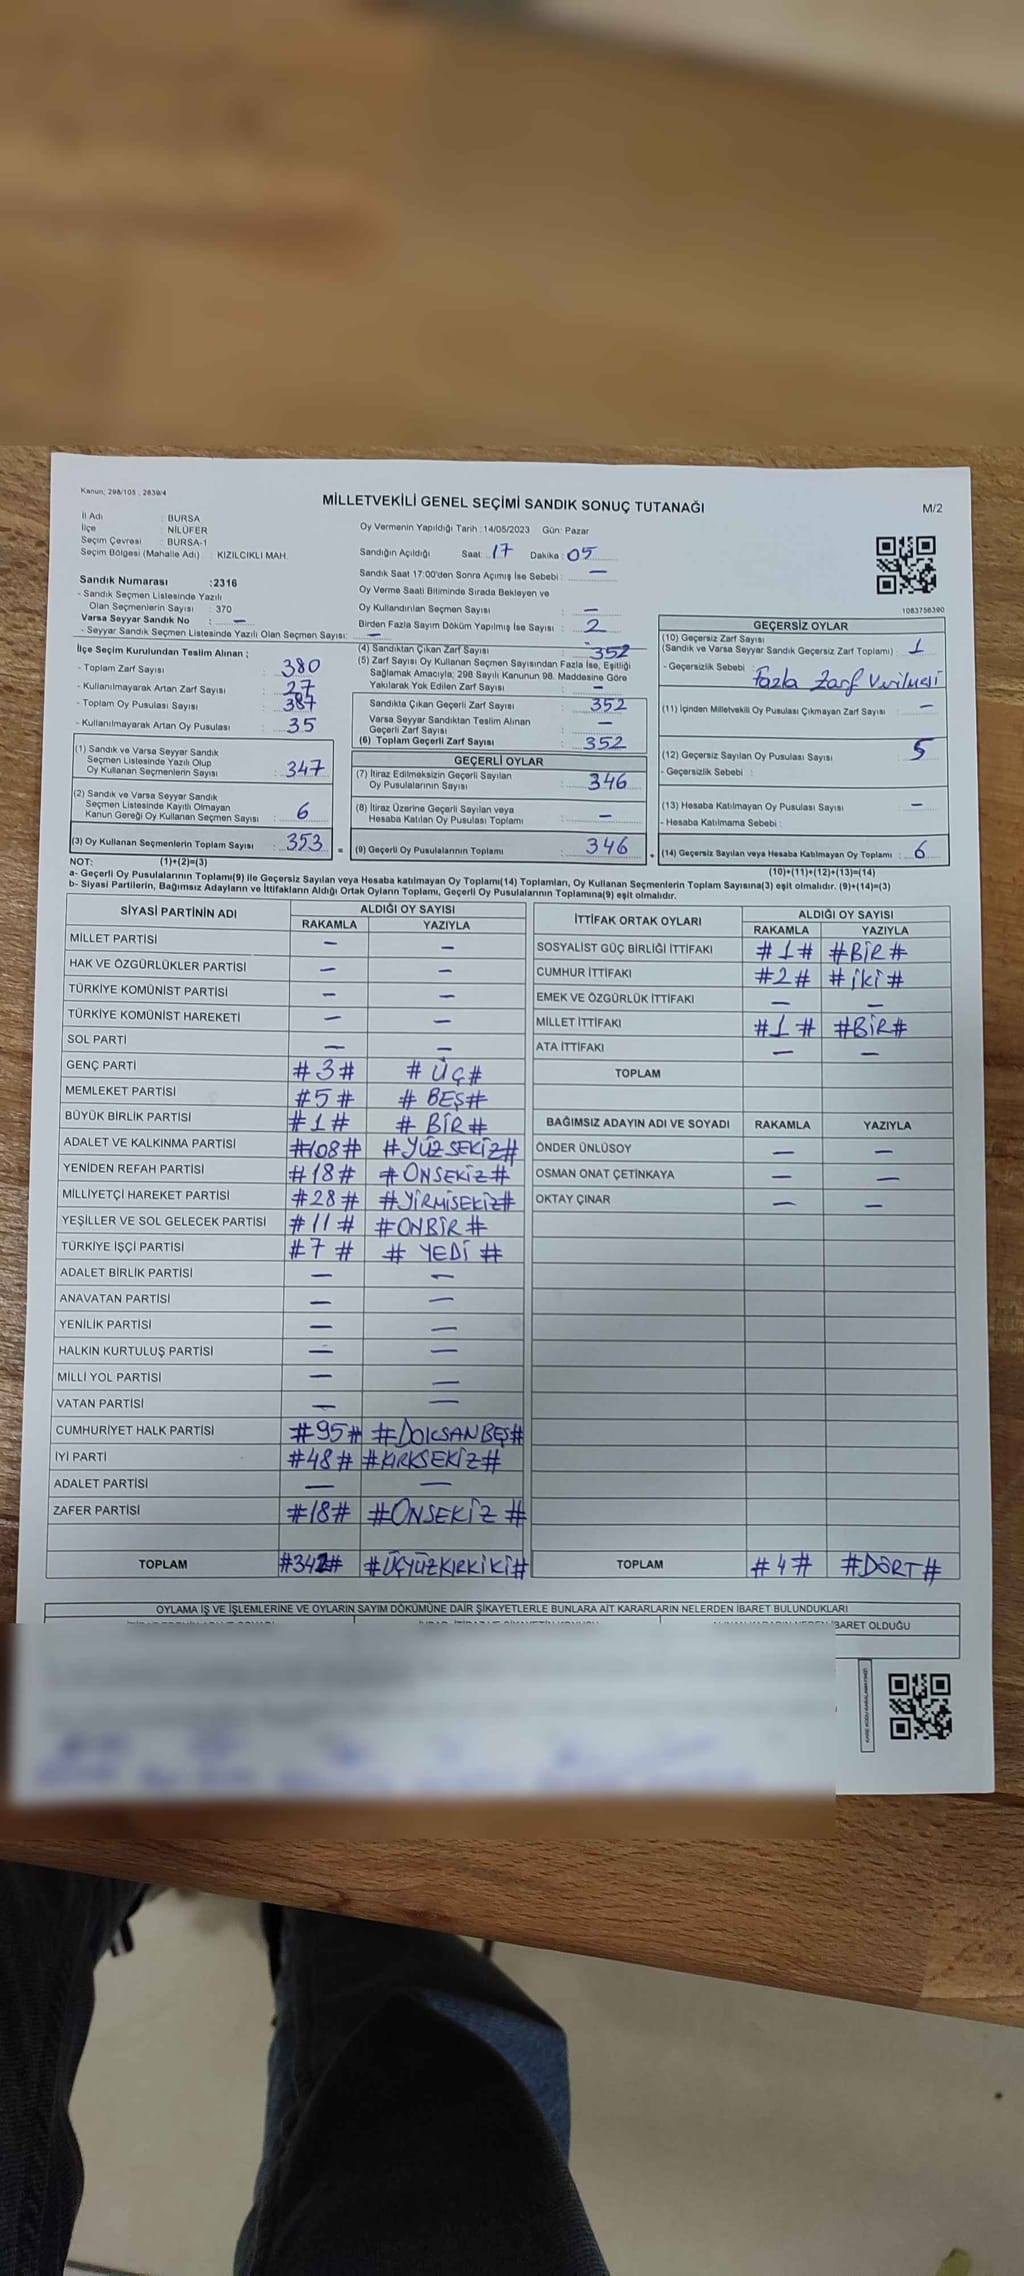 Kanun; 298/105 , 2839/4
MİLLETVEKİLİ GENEL SEÇİMİ SANDIK SONUÇ TUTANAĞI
M/2
İl Adı : BURSA
İlçe : NİLÜFER
Seçim Çevresi : BURSA-1
Seçim Bölgesi (Mahalle Adı) : KIZILCIKLI MAH.
Oy Vermenin Yapıldığı Tarih : 14/05/2023 Gün: Pazar
Sandığın Açıldığı Saat: 17 Dakika : 05
Sandık Saat 17:00'den Sonra Açılmış İse Sebebi : —
Oy Verme Saati Bitiminde Sırada Bekleyen ve
Oy Kullandırılan Seçmen Sayısı : —
Birden Fazla Sayım Döküm Yapılmış İse Sayısı : 2
Sandık Numarası :2316
- Sandık Seçmen Listesinde Yazılı
Olan Seçmenlerin Sayısı : 370
Varsa Seyyar Sandık No : —
- Seyyar Sandık Seçmen Listesinde Yazılı Olan Seçmen Sayısı: —
1083756390
İlçe Seçim Kurulundan Teslim Alınan ;
- Toplam Zarf Sayısı : 380
- Kullanılmayarak Artan Zarf Sayısı : 27
- Toplam Oy Pusulası Sayısı : 387
- Kullanılmayarak Artan Oy Pusulası : 35
(1) Sandık ve Varsa Seyyar Sandık
Seçmen Listesinde Yazılı Olup
Oy Kullanan Seçmenlerin Sayısı : 347
(2) Sandık ve Varsa Seyyar Sandık
Seçmen Listesinde Kayıtlı Olmayan
Kanun Gereği Oy Kullanan Seçmen Sayısı : 6
(3) Oy Kullanan Seçmenlerin Toplam Sayısı : 353 =
(4) Sandıktan Çıkan Zarf Sayısı : 352
(5) Zarf Sayısı Oy Kullanan Seçmen Sayısından Fazla İse, Eşitliği
Sağlamak Amacıyla; 298 Sayılı Kanunun 98. Maddesine Göre
Yakılarak Yok Edilen Zarf Sayısı : —
Sandıkta Çıkan Geçerli Zarf Sayısı : 352
Varsa Seyyar Sandıktan Teslim Alınan
Geçerli Zarf Sayısı : —
(6) Toplam Geçerli Zarf Sayısı : 352
GEÇERLİ OYLAR
(7) İtiraz Edilmeksizin Geçerli Sayılan
Oy Pusulalarının Sayısı : 346
(8) İtiraz Üzerine Geçerli Sayılan veya
Hesaba Katılan Oy Pusulası Toplamı : —
(9) Geçerli Oy Pusulalarının Toplamı : 346 +
GEÇERSİZ OYLAR
(10) Geçersiz Zarf Sayısı
(Sandık ve Varsa Seyyar Sandık Geçersiz Zarf Toplamı) : 1
- Geçersizlik Sebebi : Fazla Zarf Verilmesi
(11) İçinden Milletvekili Oy Pusulası Çıkmayan Zarf Sayısı : —
(12) Geçersiz Sayılan Oy Pusulası Sayısı : 5
- Geçersizlik Sebebi :
(13) Hesaba Katılmayan Oy Pusulası Sayısı : —
- Hesaba Katılmama Sebebi :
(14) Geçersiz Sayılan veya Hesaba Katılmayan Oy Toplamı : 6
NOT: (1)+(2)=(3)
(10)+(11)+(12)+(13)=(14)
a- Geçerli Oy Pusulalarının Toplamı(9) ile Geçersiz Sayılan veya Hesaba katılmayan Oy Toplamı(14) Toplamları, Oy Kullanan Seçmenlerin Toplam Sayısına(3) eşit olmalıdır. (9)+(14)=(3)
b- Siyasi Partilerin, Bağımsız Adayların ve İttifakların Aldığı Ortak Oyların Toplamı, Geçerli Oy Pusulalarının Toplamına(9) eşit olmalıdır.
SİYASİ PARTİNİN ADI ALDIĞI OY SAYISI
RAKAMLA YAZIYLA
MİLLET PARTİSİ — —
HAK VE ÖZGÜRLÜKLER PARTİSİ — —
TÜRKİYE KOMÜNİST PARTİSİ — —
TÜRKİYE KOMÜNİST HAREKETİ — —
SOL PARTİ — —
GENÇ PARTİ #3# #ÜÇ#
MEMLEKET PARTİSİ #5# #BEŞ#
BÜYÜK BİRLİK PARTİSİ #1# #BİR#
ADALET VE KALKINMA PARTİSİ #108# #YÜZSEKİZ#
YENİDEN REFAH PARTİSİ #18# #ONSEKİZ#
MİLLİYETÇİ HAREKET PARTİSİ #28# #YİRMİSEKİZ#
YEŞİLLER VE SOL GELECEK PARTİSİ #11# #ONBİR#
TÜRKİYE İŞÇİ PARTİSİ #7# #YEDİ#
ADALET BİRLİK PARTİSİ — —
ANAVATAN PARTİSİ — —
YENİLİK PARTİSİ — —
HALKIN KURTULUŞ PARTİSİ — —
MİLLİ YOL PARTİSİ — —
VATAN PARTİSİ — —
CUMHURİYET HALK PARTİSİ #95# #DOKSANBEŞ#
İYİ PARTİ #48# #KIRKSEKİZ#
ADALET PARTİSİ — —
ZAFER PARTİSİ #18# #ONSEKİZ#
TOPLAM #342# #ÜÇYÜZKIRKİKİ#
İTTİFAK ORTAK OYLARI ALDIĞI OY SAYISI
RAKAMLA YAZIYLA
SOSYALİST GÜÇ BİRLİĞİ İTTİFAKI #1# #BİR#
CUMHUR İTTİFAKI #2# #İKİ#
EMEK VE ÖZGÜRLÜK İTTİFAKI — —
MİLLET İTTİFAKI #1# #BİR#
ATA İTTİFAKI — —
TOPLAM
BAĞIMSIZ ADAYIN ADI VE SOYADI RAKAMLA YAZIYLA
ÖNDER ÜNLÜSOY — —
OSMAN ONAT ÇETİNKAYA — —
OKTAY ÇINAR — —
TOPLAM #4# #DÖRT#
OYLAMA İŞ VE İŞLEMLERİNE VE OYLARIN SAYIM DÖKÜMÜNE DAİR ŞİKAYETLERLE BUNLARA AİT KARARLARIN NELERDEN İBARET BULUNDUKLARI
İBARET OLDUĞU